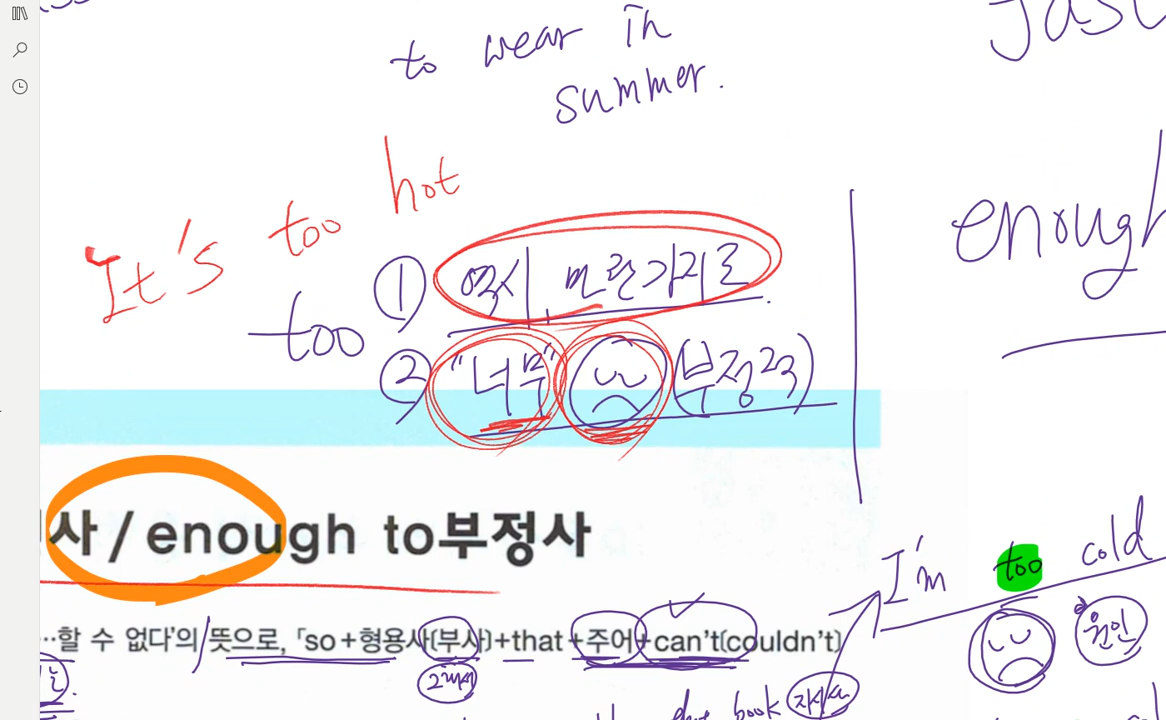 to wear in
summer.
It's too hot
enough
too ① 역시 마찬가지로
② "너무" (부정적)
사/enough to부정사
I'm too cold
원인
…할 수 없다'의 뜻으로, 「so+형용사(부사)+that+주어+can't(couldn't)
book